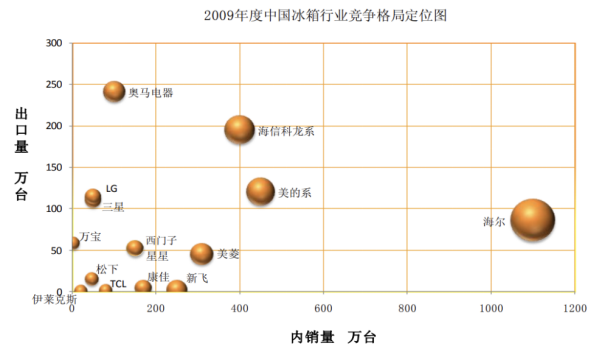 2009年度中国冰箱行业竞争格局定位图
300
250
200
150
100
50
0
出口量 万台
奥马电器
海信科龙系
LG
三星
美的系
海尔
万宝
西门子
星星
美菱
松下
TCL
康佳
新飞
伊莱克斯
0
200
400
600
800
1000
1200
内销量 万台